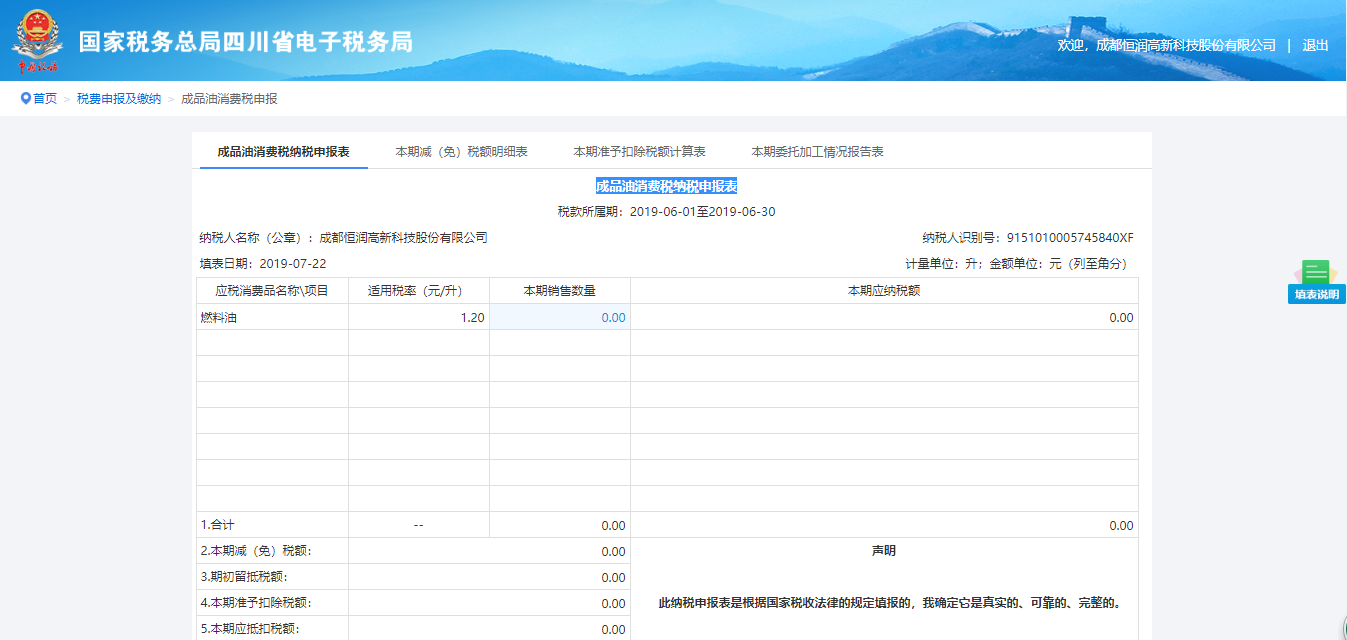 国家税务总局四川省电子税务局
中国税务
欢迎，成都恒润高新科技股份有限公司 | 退出
首页 > 税费申报及缴纳 > 成品油消费税申报
成品油消费税纳税申报表 本期减（免）税额明细表 本期准予扣除税额计算表 本期委托加工情况报告表
成品油消费税纳税申报表
税款所属期：2019-06-01至2019-06-30
纳税人名称（公章）：成都恒润高新科技股份有限公司 纳税人识别号：9151010005745840XF
填表日期：2019-07-22 计量单位：升；金额单位：元（列至角分）
填表说明
应税消费品名称\项目 适用税率（元/升） 本期销售数量 本期应纳税额
燃料油 1.20 0.00 0.00
1.合计 -- 0.00 0.00
2.本期减（免）税额： 0.00 声明
3.期初留抵税额： 0.00
4.本期准予扣除税额： 0.00 此纳税申报表是根据国家税收法律的规定填报的，我确定它是真实的、可靠的、完整的。
5.本期应抵扣税额： 0.00